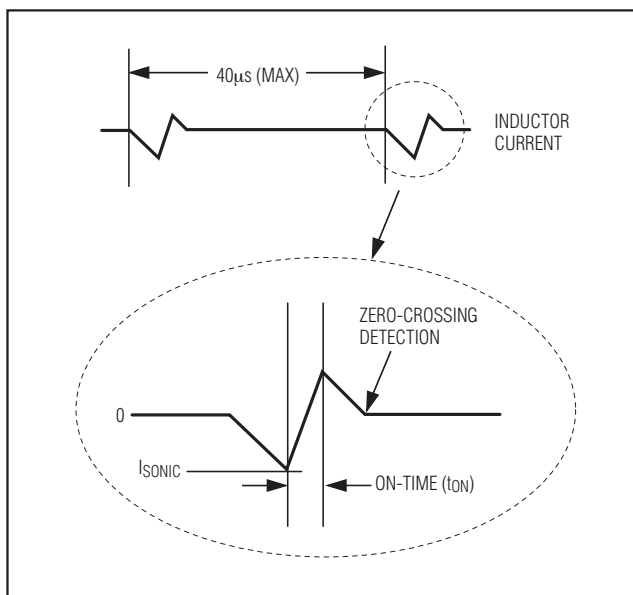 40μs (MAX)
INDUCTOR
CURRENT
ZERO-CROSSING
DETECTION
0
ISONIC
ON-TIME (tON)